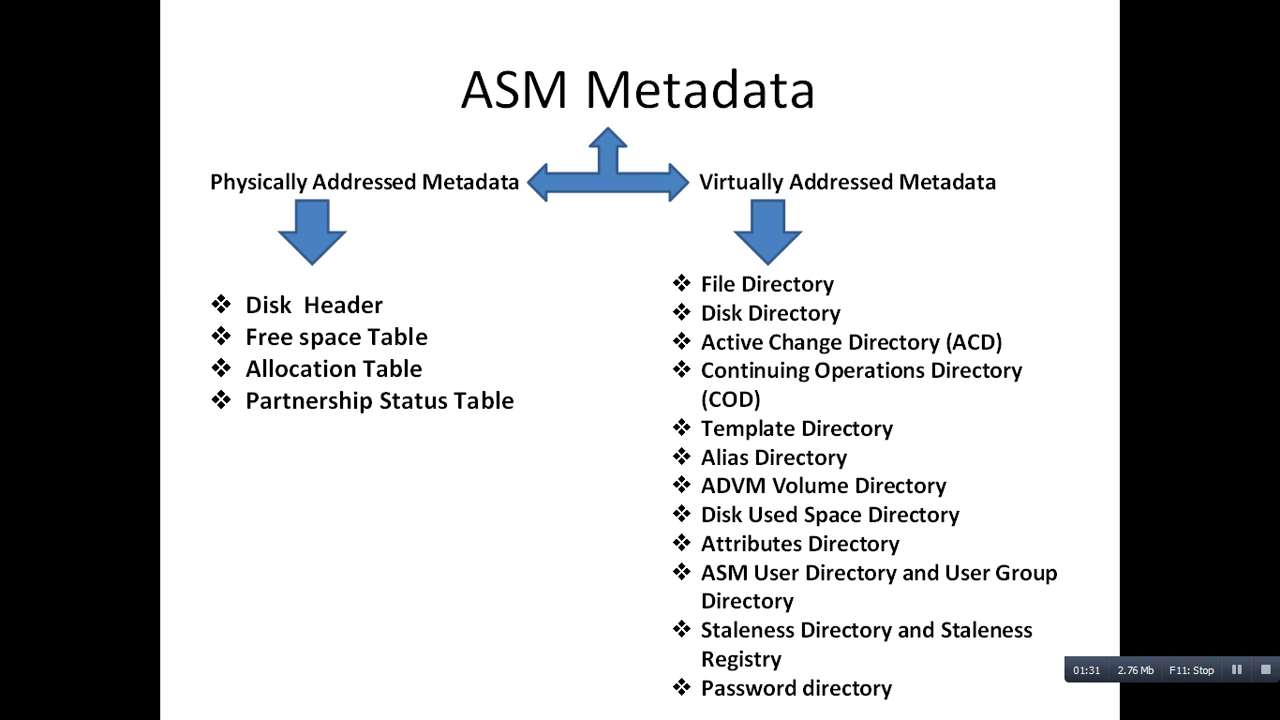 ASM Metadata
Physically Addressed Metadata
Virtually Addressed Metadata
Disk Header
Free space Table
Allocation Table
Partnership Status Table
File Directory
Disk Directory
Active Change Directory (ACD)
Continuing Operations Directory
(COD)
Template Directory
Alias Directory
ADVM Volume Directory
Disk Used Space Directory
Attributes Directory
ASM User Directory and User Group
Directory
Staleness Directory and Staleness
Registry
Password directory
01:31 2.76 Mb F11: Stop